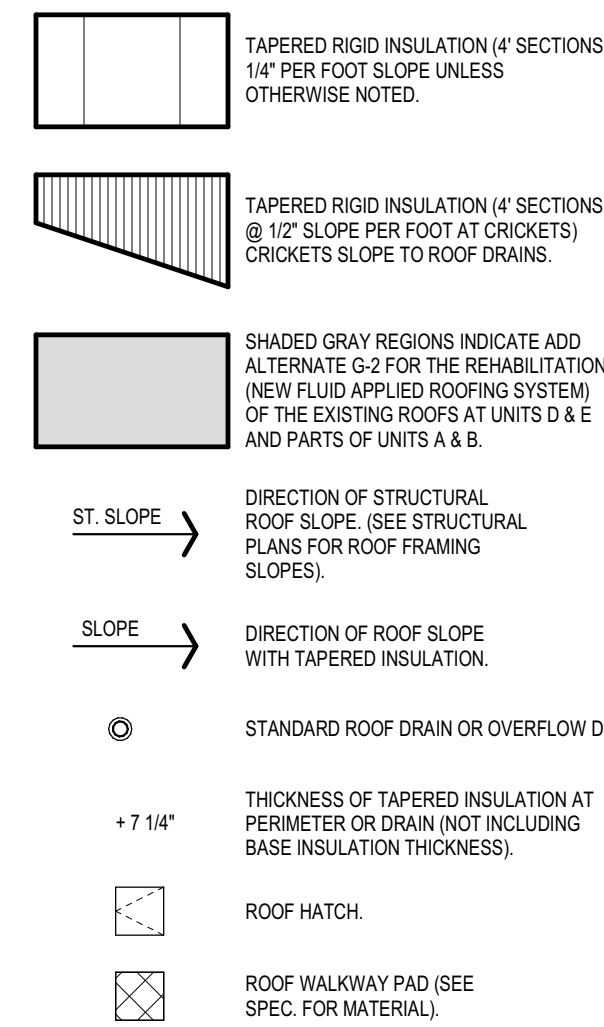 TAPERED RIGID INSULATION (4' SECTIONS
1/4" PER FOOT SLOPE UNLESS
OTHERWISE NOTED.
TAPERED RIGID INSULATION (4' SECTIONS
@ 1/2" SLOPE PER FOOT AT CRICKETS)
CRICKETS SLOPE TO ROOF DRAINS.
SHADED GRAY REGIONS INDICATE ADD
ALTERNATE G-2 FOR THE REHABILITATION
(NEW FLUID APPLIED ROOFING SYSTEM)
OF THE EXISTING ROOFS AT UNITS D & E
AND PARTS OF UNITS A & B.
ST. SLOPE
DIRECTION OF STRUCTURAL
ROOF SLOPE. (SEE STRUCTURAL
PLANS FOR ROOF FRAMING
SLOPES).
SLOPE
DIRECTION OF ROOF SLOPE
WITH TAPERED INSULATION.
STANDARD ROOF DRAIN OR OVERFLOW D
+ 7 1/4"
THICKNESS OF TAPERED INSULATION AT
PERIMETER OR DRAIN (NOT INCLUDING
BASE INSULATION THICKNESS).
ROOF HATCH.
ROOF WALKWAY PAD (SEE
SPEC. FOR MATERIAL).